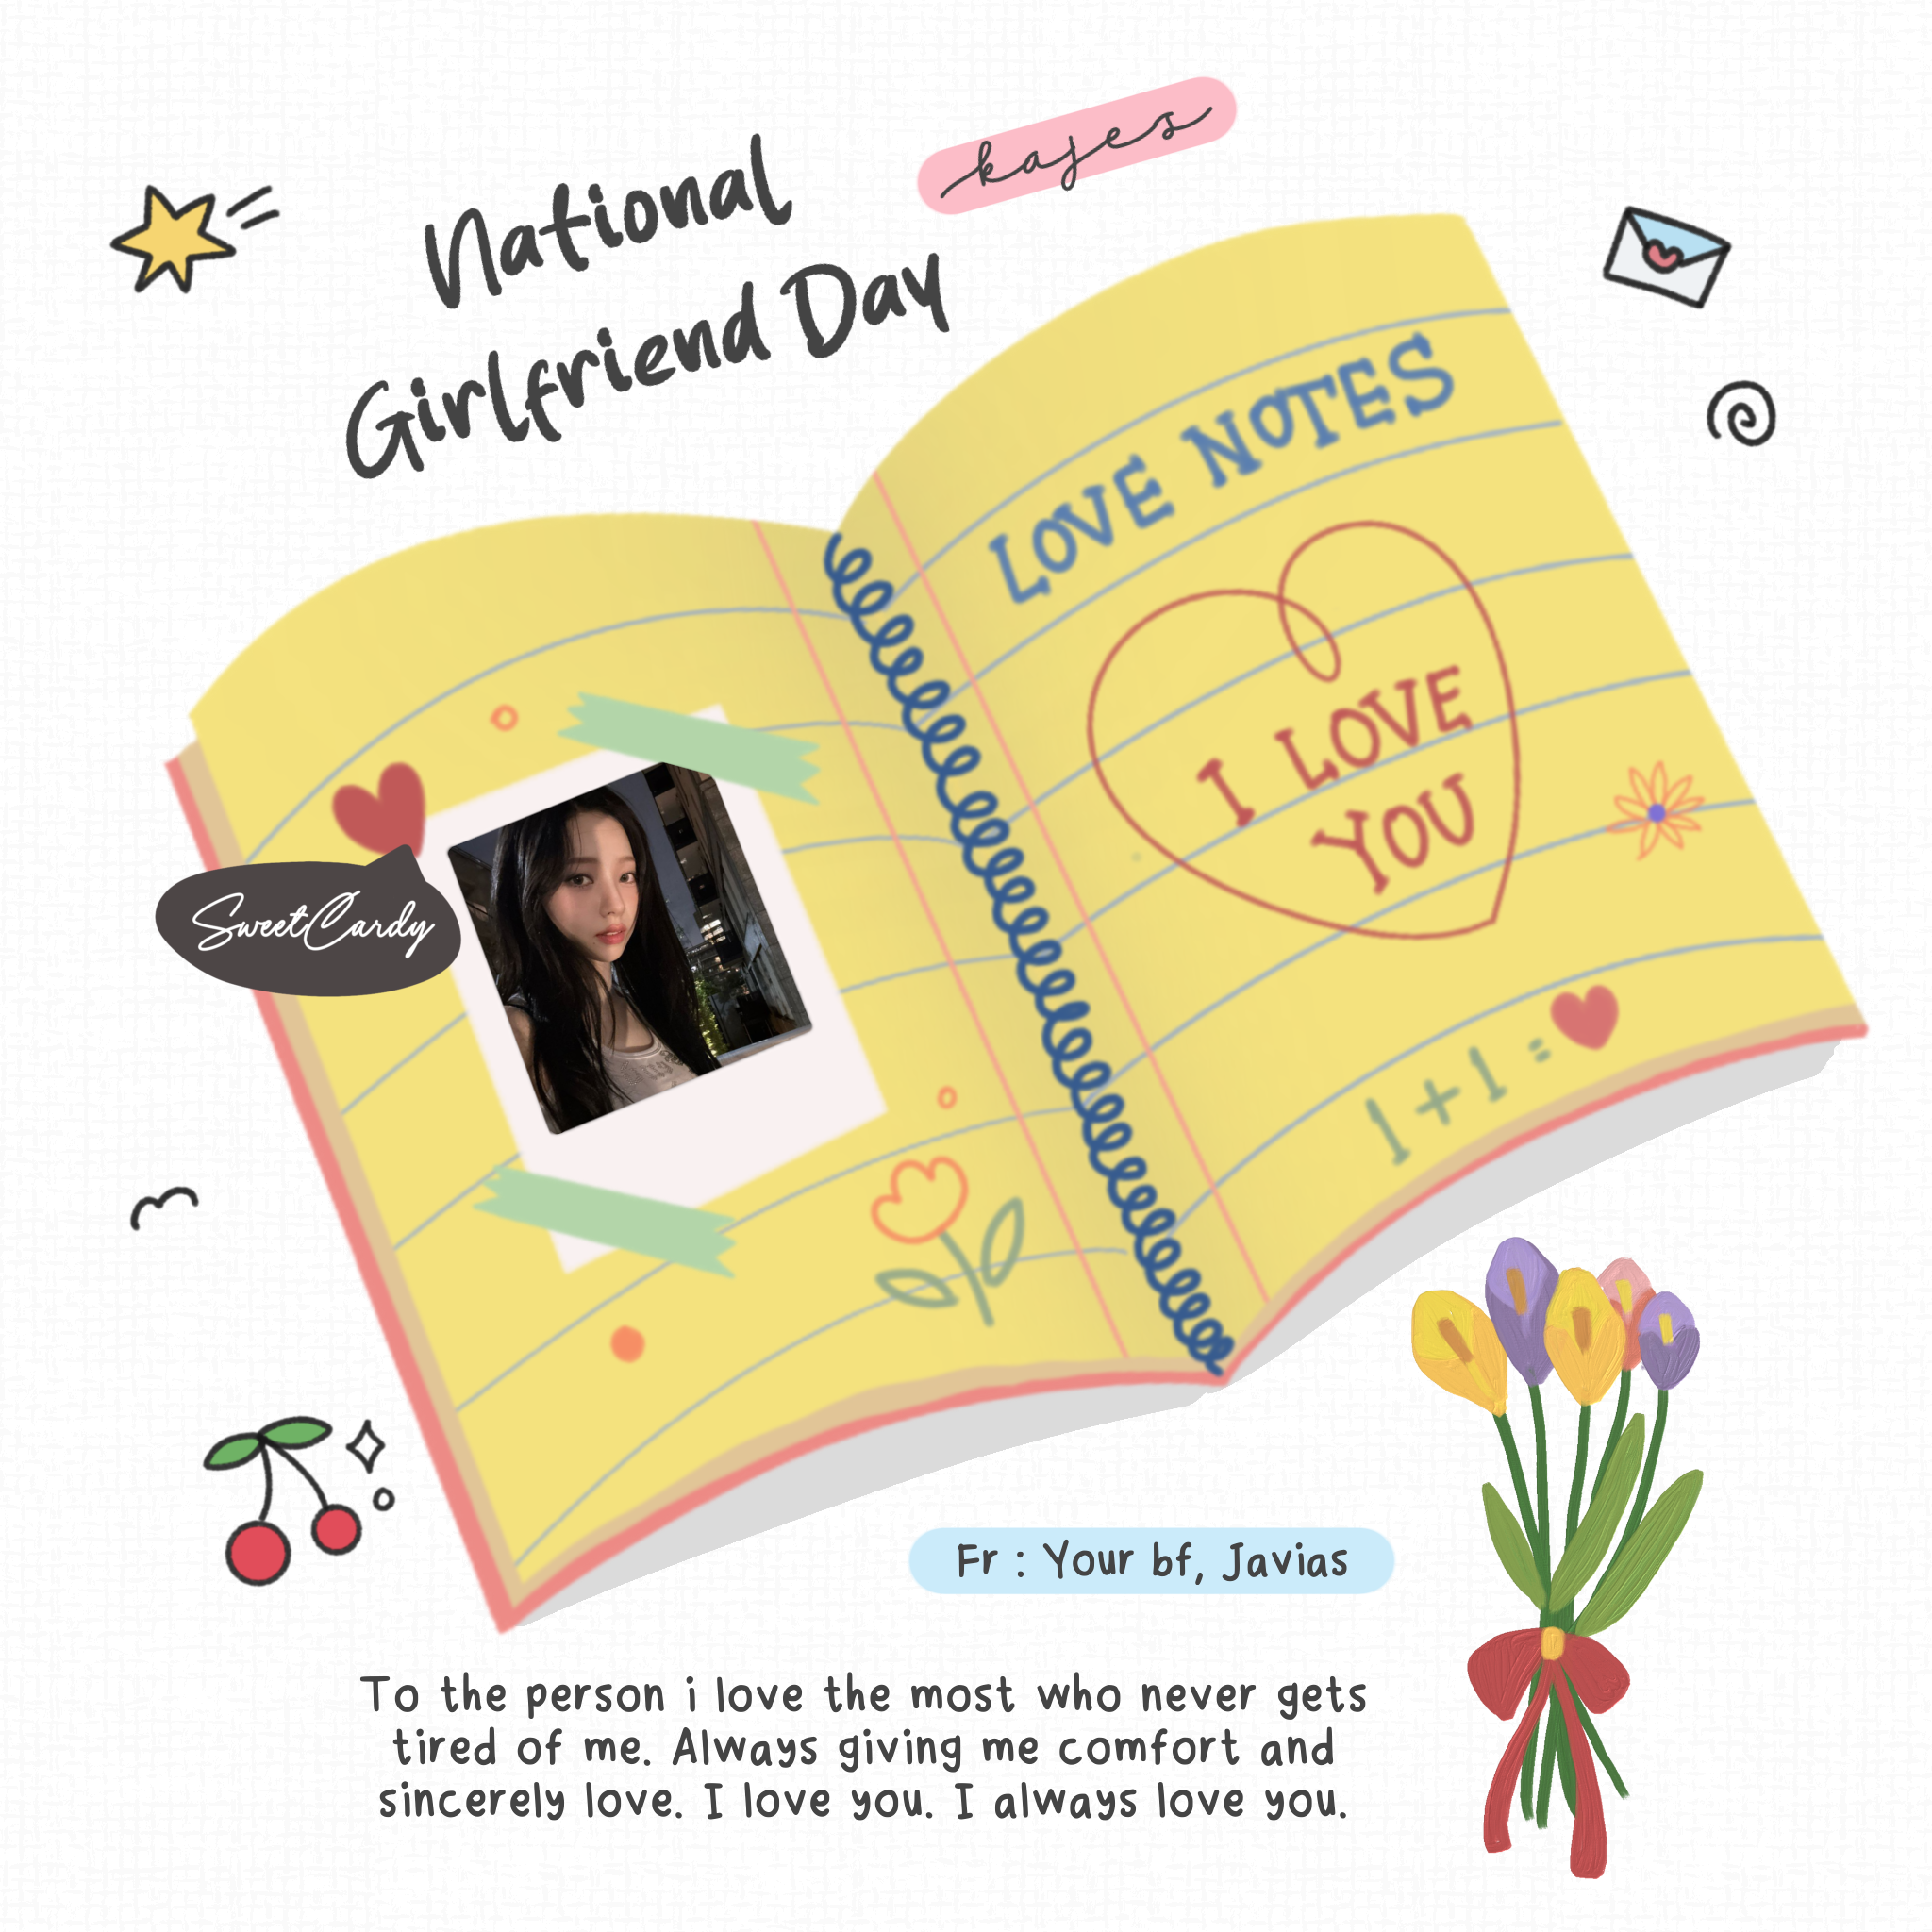 kajes
National
Girlfriend Day
LOVE NOTES
I LOVE
YOU
SweetCardy
1+1=
Fr : Your bf, Javias
To the person i love the most who never gets
tired of me. Always giving me comfort and
sincerely love. I love you. I always love you.